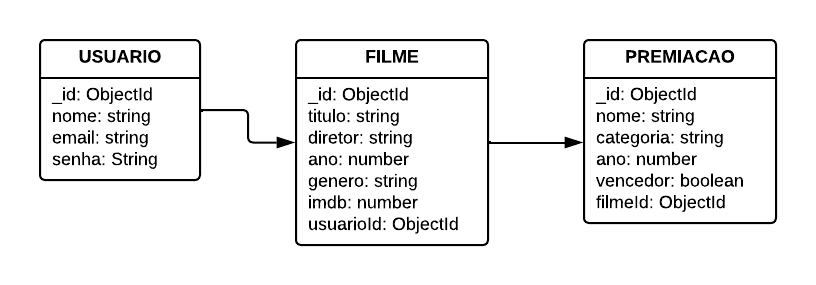 USUARIO
_id: ObjectId
nome: string
email: string
senha: String
FILME
_id: ObjectId
titulo: string
diretor: string
ano: number
genero: string
imdb: number
usuarioId: ObjectId
PREMIACAO
_id: ObjectId
nome: string
categoria: string
ano: number
vencedor: boolean
filmeId: ObjectId